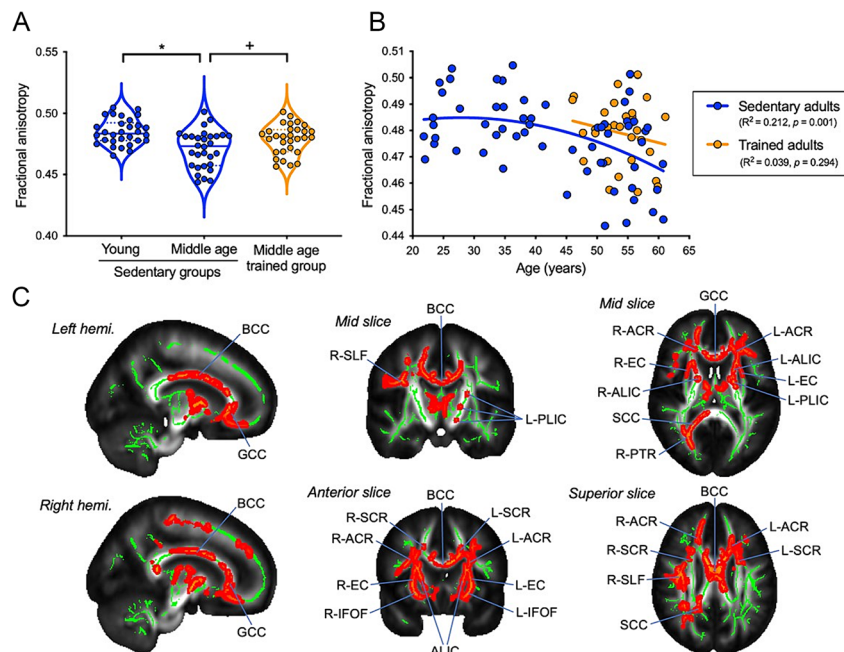 A
Fractional anisotropy
0.55
0.50
0.45
0.40
*
+
Young
Middle age
Middle age
trained group
Sedentary groups
B
Fractional anisotropy
0.51
0.50
0.49
0.48
0.47
0.46
0.45
0.44
20 25 30 35 40 45 50 55 60 65
Age (years)
Sedentary adults
(R² = 0.212, p = 0.001)
Trained adults
(R² = 0.039, p = 0.294)
C
Left hemi.
BCC
GCC
Mid slice
BCC
R-SLF
L-PLIC
Mid slice
GCC
R-ACR
L-ACR
R-EC
L-ALIC
R-ALIC
L-EC
L-PLIC
SCC
R-PTR
Right hemi.
BCC
GCC
Anterior slice
BCC
R-SCR
L-SCR
R-ACR
L-ACR
R-EC
L-EC
R-IFOF
L-IFOF
ALIC
Superior slice
BCC
R-ACR
L-ACR
R-SCR
L-SCR
R-SLF
SCC